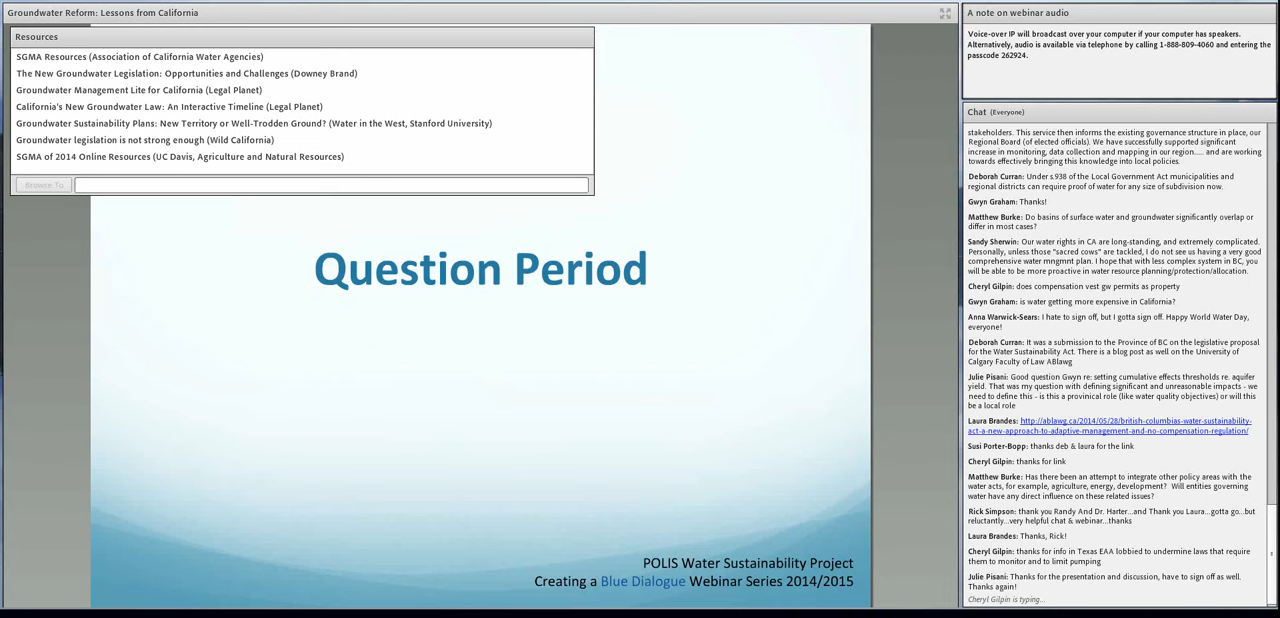 Groundwater Reform: Lessons from California
Resources
SGMA Resources (Association of California Water Agencies)
The New Groundwater Legislation: Opportunities and Challenges (Downey Brand)
Groundwater Management Lite for California (Legal Planet)
California's New Groundwater Law: An Interactive Timeline (Legal Planet)
Groundwater Sustainability Plans: New Territory or Well-Trodden Ground? (Water in the West, Stanford University)
Groundwater legislation is not strong enough (Wild California)
SGMA of 2014 Online Resources (UC Davis, Agriculture and Natural Resources)
Browse To
Question Period
POLIS Water Sustainability Project
Creating a Blue Dialogue Webinar Series 2014/2015
A note on webinar audio
Voice-over IP will broadcast over your computer if your computer has speakers.
Alternatively, audio is available via telephone by calling 1-888-809-4060 and entering the
passcode 262924.
Chat (Everyone)
stakeholders. This service then informs the existing governance structure in place, our
Regional Board (of elected officials). We have successfully supported significant
increase in monitoring, data collection and mapping in our region..... and are working
towards effectively bringing this knowledge into local policies.
Deborah Curran: Under s.938 of the Local Government Act municipalities and
regional districts can require proof of water for any size of subdivision now.
Gwyn Graham: Thanks!
Matthew Burke: Do basins of surface water and groundwater significantly overlap or
differ in most cases?
Sandy Sherwin: Our water rights in CA are long-standing, and extremely complicated.
Personally, unless those "sacred cows" are tackled, I do not see us having a very good
comprehensive water mngmnt plan. I hope that with less complex system in BC, you
will be able to be more proactive in water resource planning/protection/allocation.
Cheryl Gilpin: does compensation vest gw permits as property
Gwyn Graham: is water getting more expensive in California?
Anna Warwick-Sears: I hate to sign off, but I gotta sign off. Happy World Water Day,
everyone!
Deborah Curran: It was a submission to the Province of BC on the legislative proposal
for the Water Sustainability Act. There is a blog post as well on the University of
Calgary Faculty of Law ABlawg
Julie Pisani: Good question Gwyn re: setting cumulative effects thresholds re. aquifer
yield. That was my question with defining significant and unreasonable impacts - we
need to define this - is this a provinical role (like water quality objectives) or will this
be a local role
Laura Brandes: http://ablawg.ca/2014/05/28/british-columbias-water-sustainability-
act-a-new-approach-to-adaptive-management-and-no-compensation-regulation/
Susi Porter-Bopp: thanks deb & laura for the link
Cheryl Gilpin: thanks for link
Matthew Burke: Has there been an attempt to integrate other policy areas with the
water acts, for example, agriculture, energy, development? Will entities governing
water have any direct influence on these related issues?
Rick Simpson: thank you Randy And Dr. Harter...and Thank you Laura...gotta go...but
reluctantly...very helpful chat & webinar...thanks
Laura Brandes: Thanks, Rick!
Cheryl Gilpin: thanks for info in Texas EAA lobbied to undermine laws that require
them to monitor and to limit pumping
Julie Pisani: Thanks for the presentation and discussion, have to sign off as well.
Thanks again!
Cheryl Gilpin is typing...